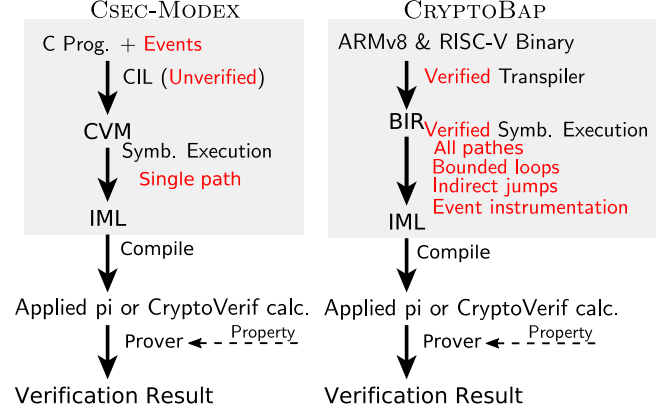 CSEC-MODEX
C Prog. + Events
CIL (Unverified)
CVM
Symb. Execution
Single path
IML
Compile
Applied pi or CryptoVerif calc.
Prover
Property
Verification Result
CRYPTOBAP
ARMv8 & RISC-V Binary
Verified Transpiler
BIR
Verified Symb. Execution
All pathes
Bounded loops
Indirect jumps
Event instrumentation
IML
Compile
Applied pi or CryptoVerif calc.
Prover
Property
Verification Result